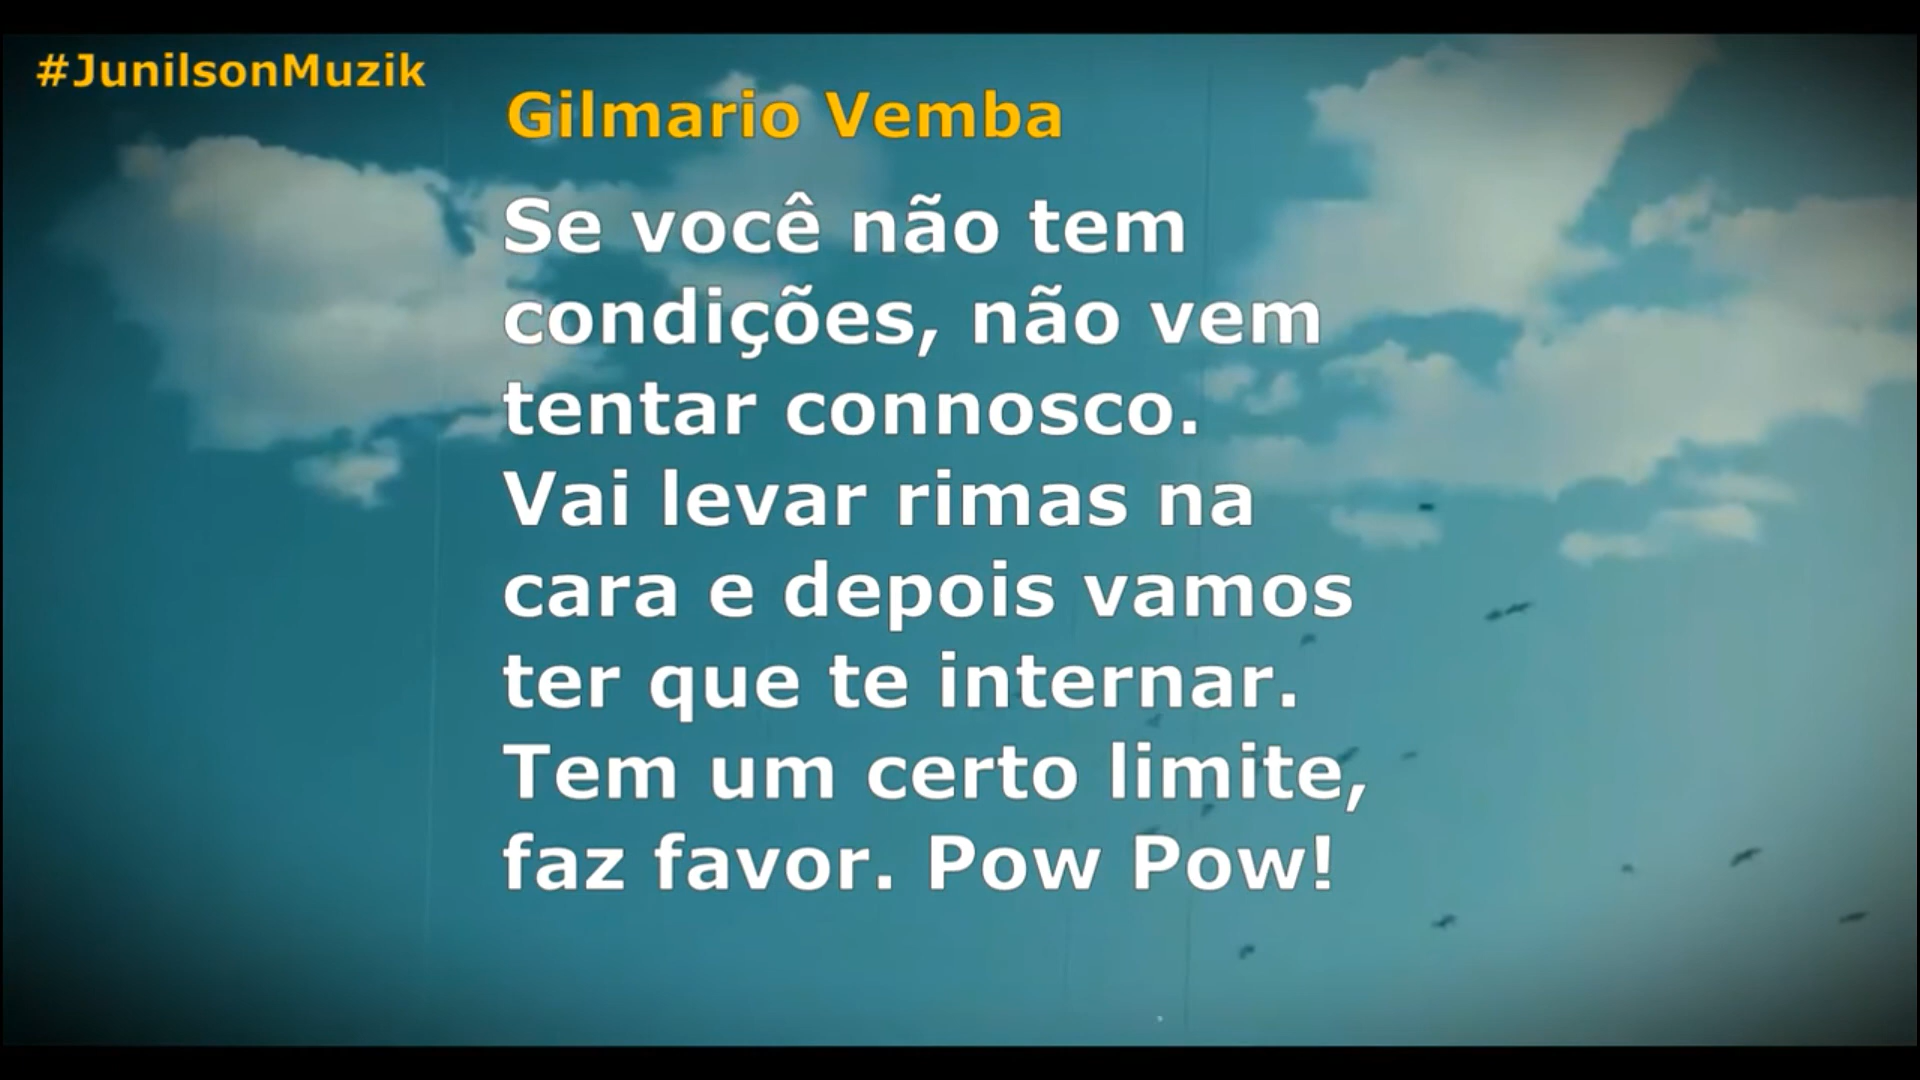 #JunilsonMuzik
Gilmario Vemba
Se você não tem
condições, não vem
tentar connosco.
Vai levar rimas na
cara e depois vamos
ter que te internar.
Tem um certo limite,
faz favor. Pow Pow!